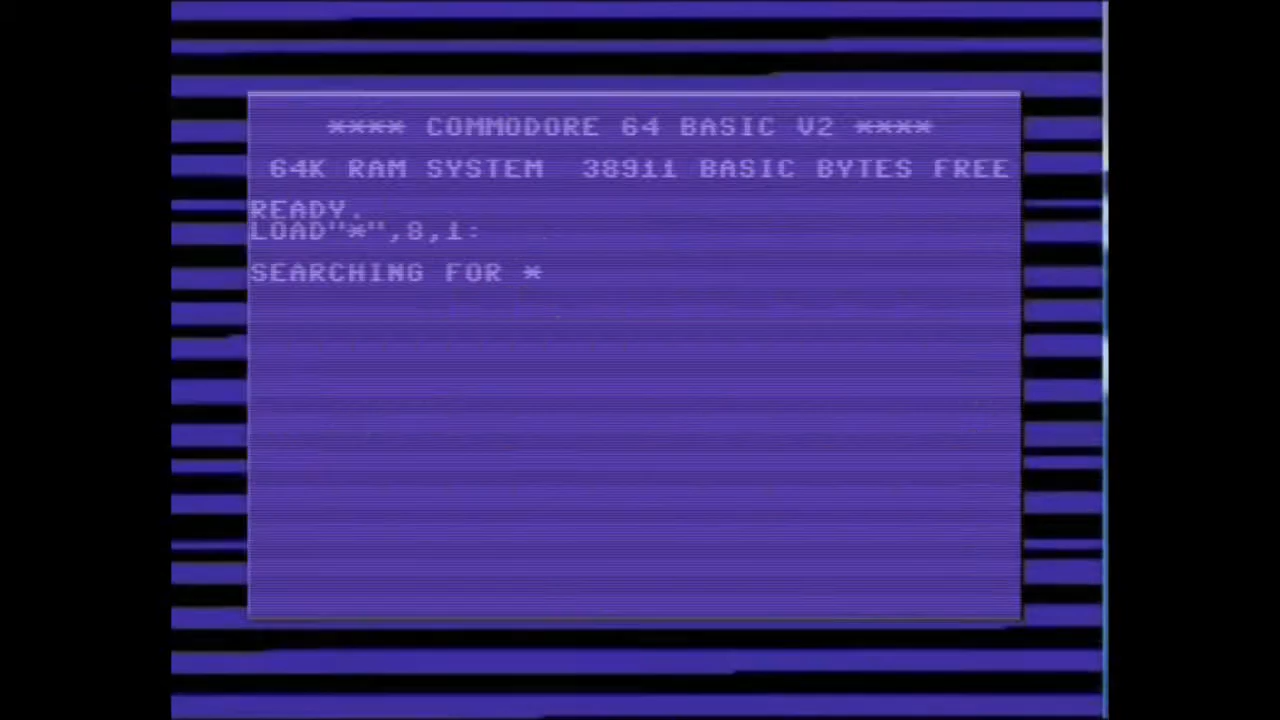 **** COMMODORE 64 BASIC V2 ****
64K RAM SYSTEM  38911 BASIC BYTES FREE
READY.
LOAD"*",8,1:
SEARCHING FOR *